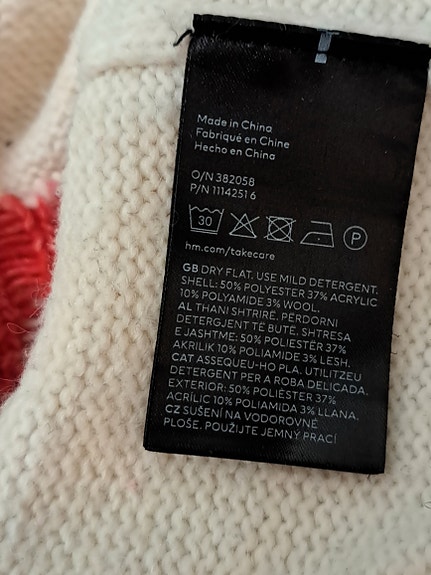 Made in China
Fabriqué en Chine
Hecho en China
O/N 382058
P/N 1114251 6
30 P
hm.com/takecare
GB DRY FLAT, USE MILD DETERGENT,
SHELL: 50% POLYESTER 37% ACRYLIC
10% POLYAMIDE 3% WOOL.
AL THANI SHTRIRË. PËRDORNI
DETERGJENT TË BUTË, SHTRESA
E JASHTME: 50% POLIESTËR 37%
AKRILIK 10% POLIAMIDE 3% LESH.
CAT ASSEQUEU-HO PLA. UTILITZEU
DETERGENT PER A ROBA DELICADA.
EXTERIOR: 50% POLIÈSTER 37%
ACRÍLIC 10% POLIAMIDA 3% LLANA.
CZ SUŠENÍ NA VODOROVNÉ
PLOŠE. POUŽIJTE JEMNÝ PRACÍ